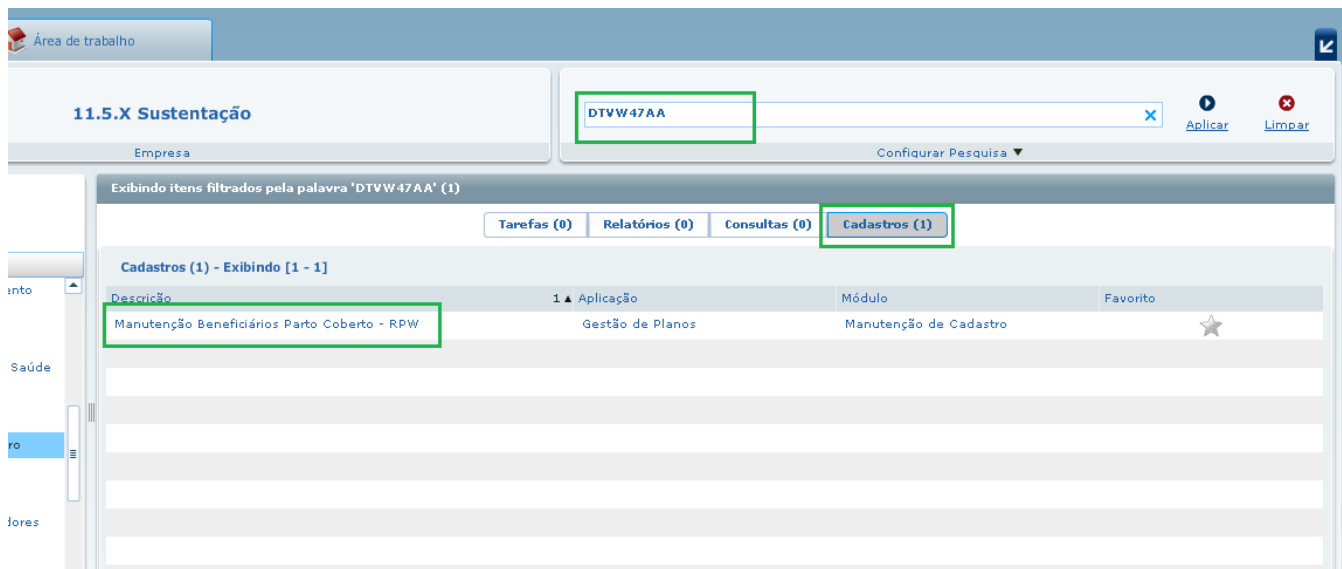 Área de trabalho
11.5.X Sustentação
Empresa
DTVW47AA
Aplicar
Limpar
Configurar Pesquisa ▼
Exibindo itens filtrados pela palavra 'DTVW47AA' (1)
Tarefas (0) Relatórios (0) Consultas (0) Cadastros (1)
Cadastros (1) - Exibindo [1 - 1]
Descrição 1▲ Aplicação Módulo Favorito
Manutenção Beneficiários Parto Coberto - RPW Gestão de Planos Manutenção de Cadastro
ento
Saúde
ro
dores